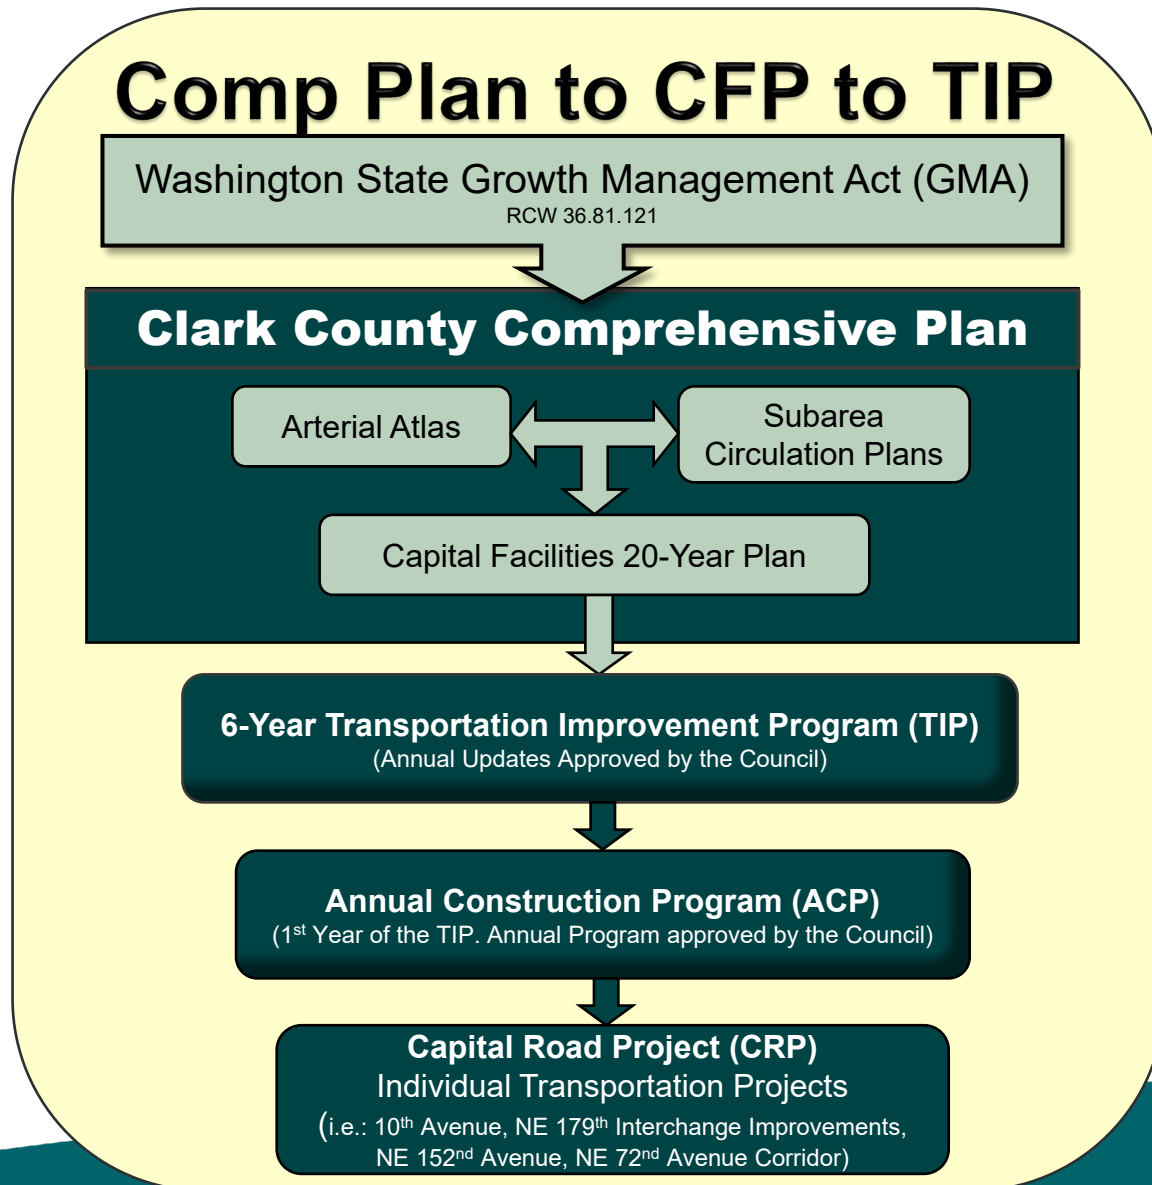 Comp Plan to CFP to TIP
Washington State Growth Management Act (GMA)
RCW 36.81.121
Clark County Comprehensive Plan
Arterial Atlas
Subarea
Circulation Plans
Capital Facilities 20-Year Plan
6-Year Transportation Improvement Program (TIP)
(Annual Updates Approved by the Council)
Annual Construction Program (ACP)
(1st Year of the TIP. Annual Program approved by the Council)
Capital Road Project (CRP)
Individual Transportation Projects
(i.e.: 10th Avenue, NE 179th Interchange Improvements,
NE 152nd Avenue, NE 72nd Avenue Corridor)